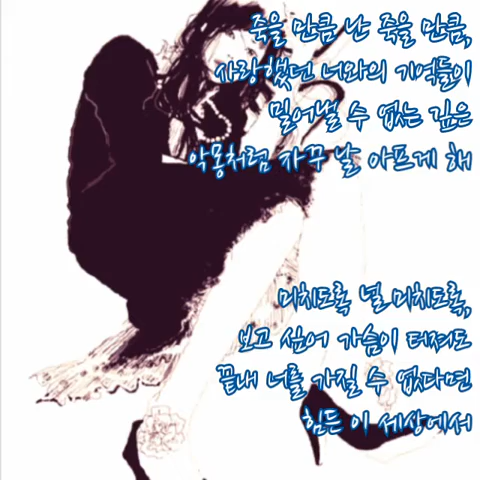 죽을 만큼 난 죽을 만큼,
사랑했던 너와의 기억들이
밀어낼 수 없는 깊은
악몽처럼 자꾸 날 아프게 해
미치도록 널 미치도록,
보고 싶어 가슴이 터져도
끝내 너를 가질 수 없다면
힘든 이 세상에서